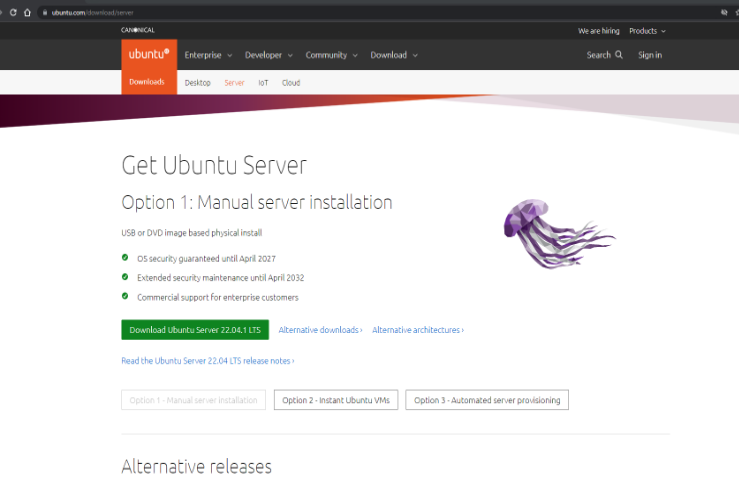 ubuntu.com/download/server
CANONICAL We are hiring Products
ubuntu Enterprise Developer Community Download Search Sign in
Downloads Desktop Server IoT Cloud
Get Ubuntu Server
Option 1: Manual server installation
USB or DVD image based physical install
OS security guaranteed until April 2027
Extended security maintenance until April 2032
Commercial support for enterprise customers
Download Ubuntu Server 22.04.1 LTS Alternative downloads › Alternative architectures ›
Read the Ubuntu Server 22.04 LTS release notes ›
Option 1 - Manual server installation Option 2 - Instant Ubuntu VMs Option 3 - Automated server provisioning
Alternative releases